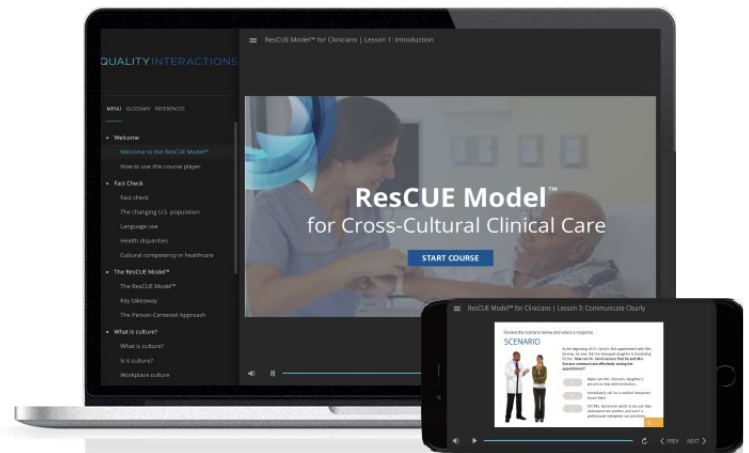 QUALITY INTERACTIONS
MENU GLOSSARY REFERENCES
Welcome
Welcome to the ResCUE Model™
How to use this course player
Fact Check
Fact check
The changing U.S. population
Language use
Health disparities
Cultural competency in healthcare
The ResCUE Model™
The ResCUE Model™
Key takeaway
The Person-Centered Approach
What is culture?
What is culture?
Is it culture?
Workplace culture
ResCUE Model™ for Clinicians | Lesson 1: Introduction
ResCUE Model™
for Cross-Cultural Clinical Care
START COURSE
ResCUE Model™ for Clinicians | Lesson 3: Communicate Clearly
Review the scenario below and select a response.
SCENARIO
PREV NEXT